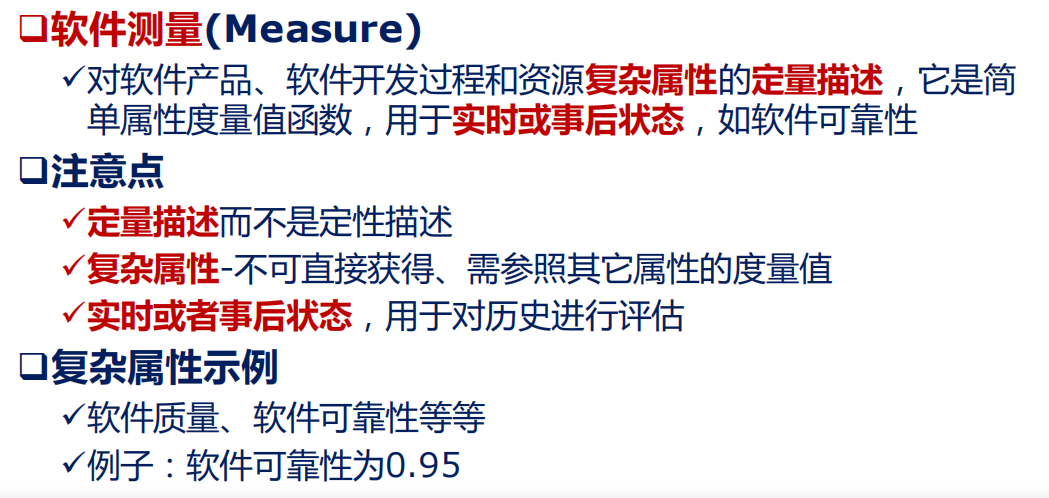 ❑软件测量(Measure)
✓对软件产品、软件开发过程和资源复杂属性的定量描述，它是简
单属性度量值函数，用于实时或事后状态，如软件可靠性
❑注意点
✓定量描述而不是定性描述
✓复杂属性-不可直接获得、需参照其它属性的度量值
✓实时或者事后状态，用于对历史进行评估
❑复杂属性示例
✓软件质量、软件可靠性等等
✓例子：软件可靠性为0.95